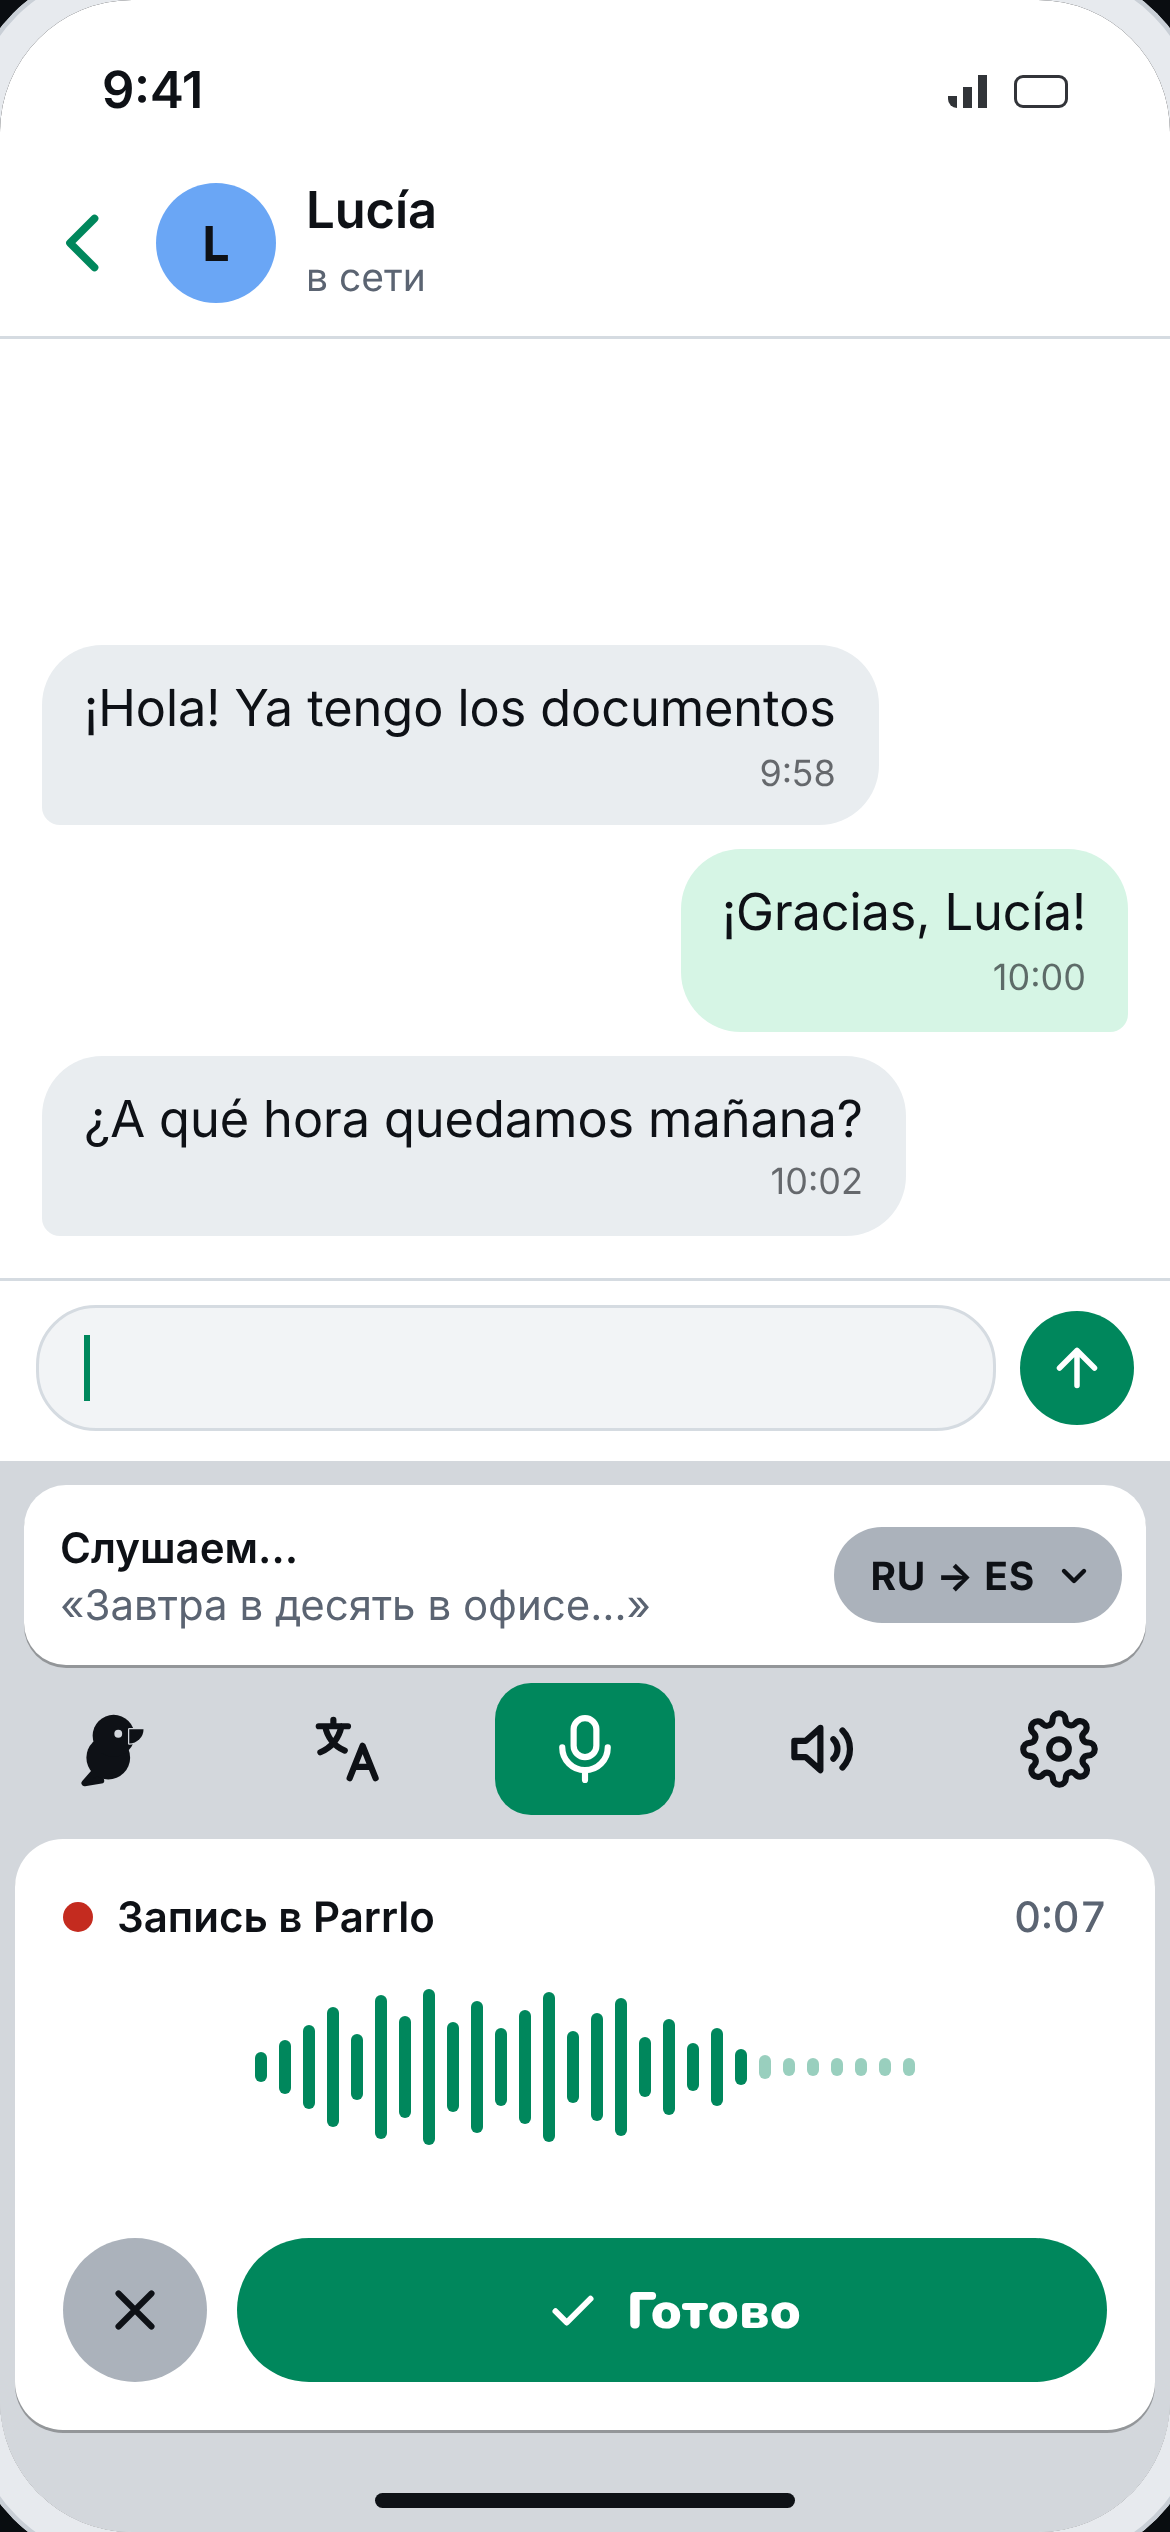 9:41
L
Lucía
в сети
¡Hola! Ya tengo los documentos
9:58
¡Gracias, Lucía!
10:00
¿A qué hora quedamos mañana?
10:02
Слушаем...
«Завтра в десять в офисе...»
RU → ES
Запись в Parrlo
0:07
Готово